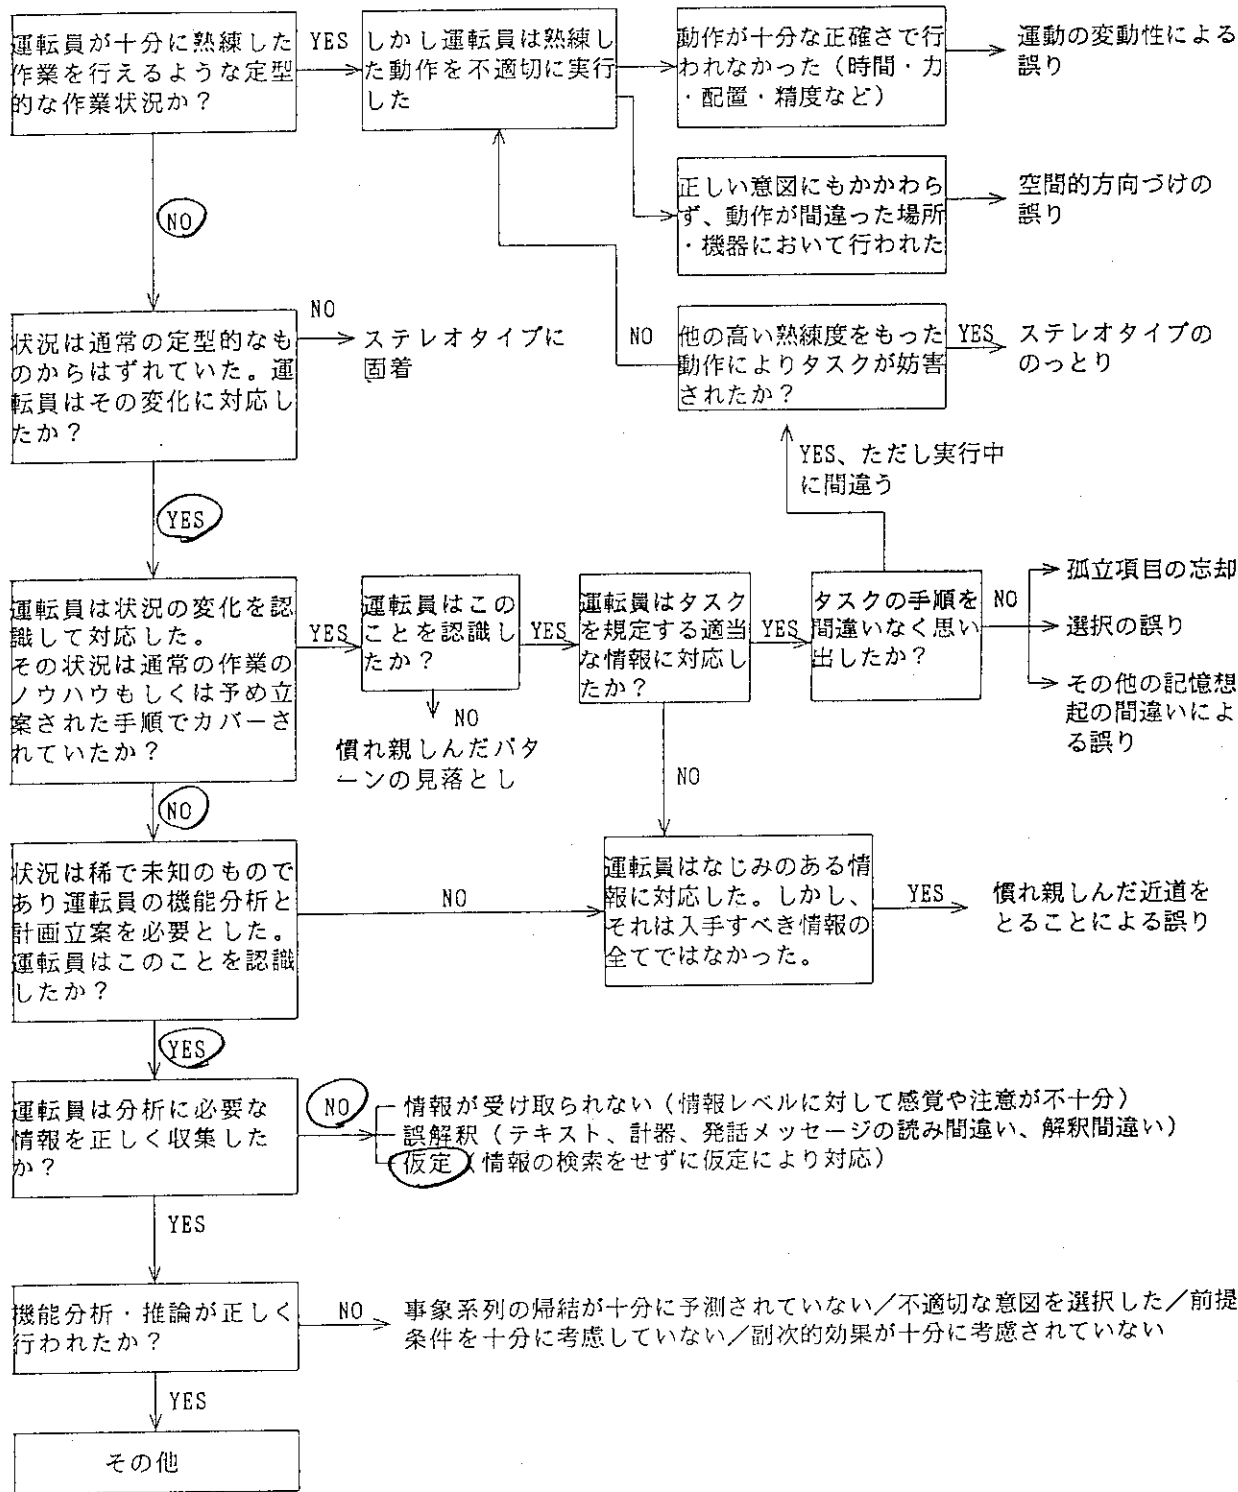 運転員が十分に熟練した
作業を行えるような定型
的な作業状況か？
YES
しかし運転員は熟練し
た動作を不適切に実行
した
動作が十分な正確さで行
われなかった（時間・力
・配置・精度など）
運動の変動性による
誤り
正しい意図にもかかわら
ず、動作が間違った場所
・機器において行われた
空間的方向づけの
誤り
NO
状況は通常の定型的なも
のからはずれていた。運
転員はその変化に対応し
たか？
NO
ステレオタイプに
固着
NO
他の高い熟練度をもった
動作によりタスクが妨害
されたか？
YES
ステレオタイプの
のっとり
YES、ただし実行中
に間違う
YES
運転員は状況の変化を認
識して対応した。
その状況は通常の作業の
ノウハウもしくは予め立
案された手順でカバーさ
れていたか？
YES
運転員はこの
ことを認識し
たか？
YES
運転員はタスク
を規定する適当
な情報に対応し
たか？
YES
タスクの手順を
間違いなく思い
出したか？
NO
孤立項目の忘却
選択の誤り
その他の記憶想
起の間違いによ
る誤り
NO
慣れ親しんだパタ
ーンの見落とし
NO
NO
状況は稀で未知のもので
あり運転員の機能分析と
計画立案を必要とした。
運転員はこのことを認識
したか？
NO
運転員はなじみのある情
報に対応した。しかし、
それは入手すべき情報の
全てではなかった。
YES
慣れ親しんだ近道を
とることによる誤り
YES
運転員は分析に必要な
情報を正しく収集した
か？
NO
情報が受け取られない（情報レベルに対して感覚や注意が不十分）
誤解釈（テキスト、計器、発話メッセージの読み間違い、解釈間違い）
仮定（情報の検索をせずに仮定により対応）
YES
機能分析・推論が正しく
行われたか？
NO
事象系列の帰結が十分に予測されていない／不適切な意図を選択した／前提
条件を十分に考慮していない／副次的効果が十分に考慮されていない
YES
その他